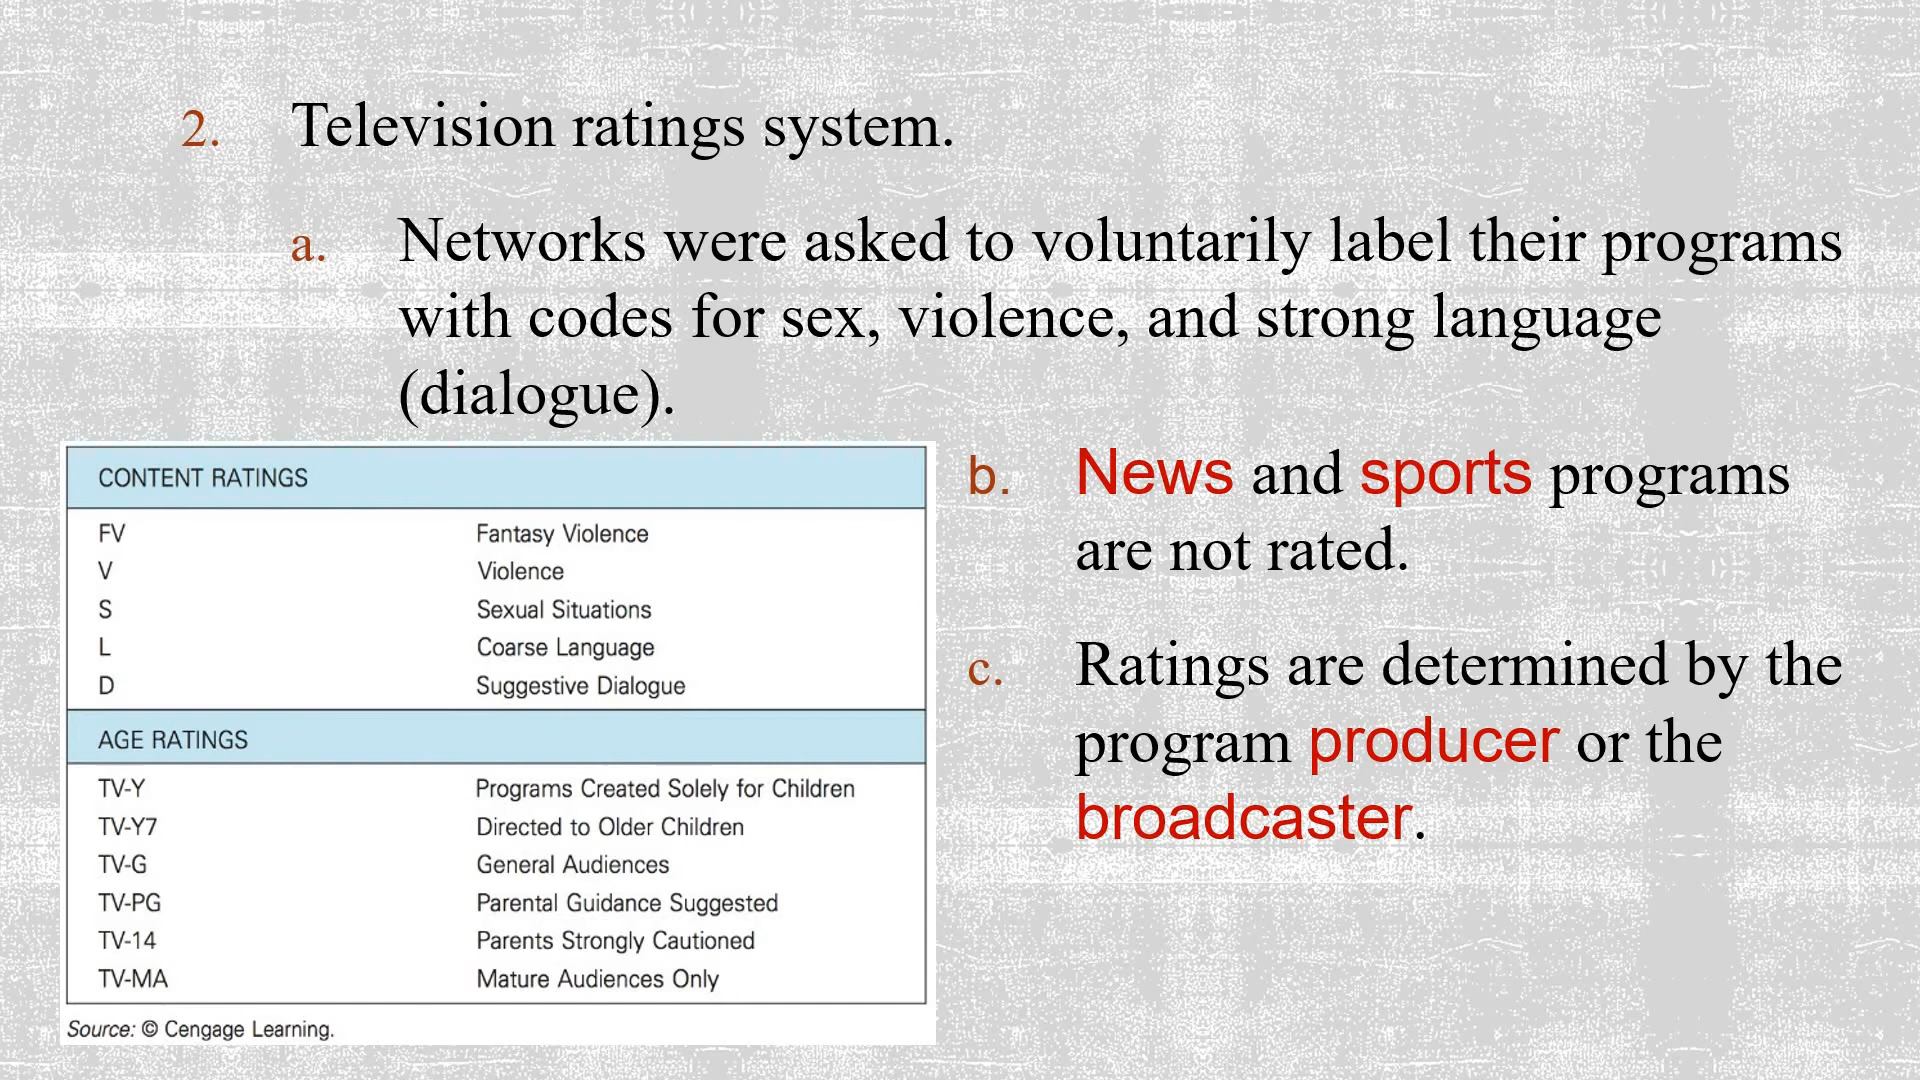 2. Television ratings system.
a. Networks were asked to voluntarily label their programs
with codes for sex, violence, and strong language
(dialogue).
CONTENT RATINGS
FV Fantasy Violence
V Violence
S Sexual Situations
L Coarse Language
D Suggestive Dialogue
AGE RATINGS
TV-Y Programs Created Solely for Children
TV-Y7 Directed to Older Children
TV-G General Audiences
TV-PG Parental Guidance Suggested
TV-14 Parents Strongly Cautioned
TV-MA Mature Audiences Only
Source: © Cengage Learning.
b. News and sports programs
are not rated.
c. Ratings are determined by the
program producer or the
broadcaster.